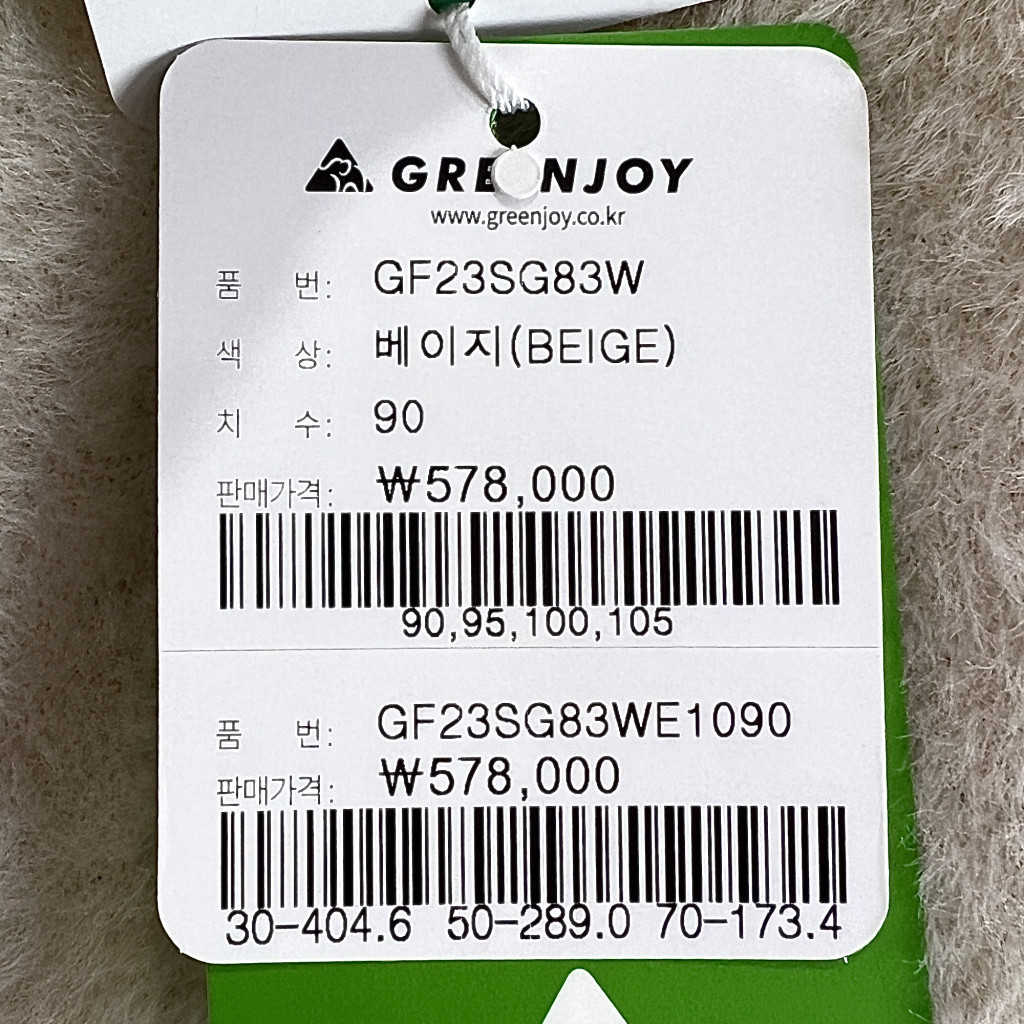 GREENJOY
www.greenjoy.co.kr
품 번: GF23SG83W
색 상: 베이지(BEIGE)
치 수: 90
판매가격: ₩578,000
90,95,100,105
품 번: GF23SG83WE1090
판매가격: ₩578,000
30-404.6 50-289.0 70-173.4